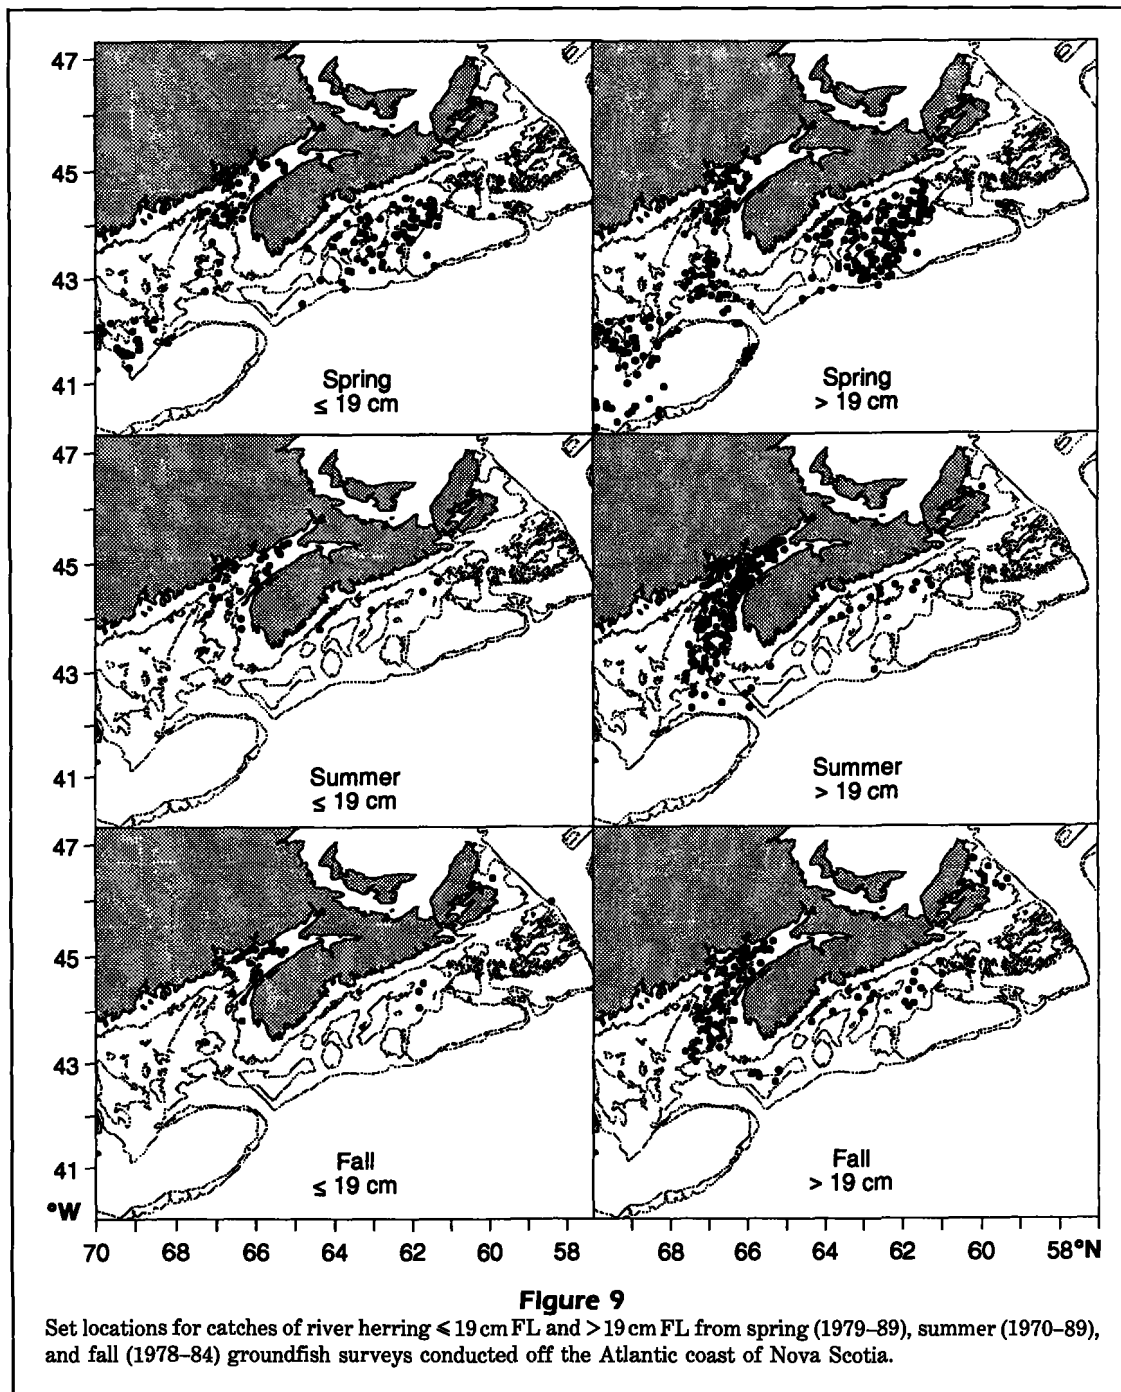 47
45
43
41
Spring
≤ 19 cm
Spring
> 19 cm
47
45
43
41
Summer
≤ 19 cm
Summer
> 19 cm
47
45
43
41
Fall
≤ 19 cm
Fall
> 19 cm
°W
70 68 66 64 62 60 58 68 66 64 62 60 58°N
Figure 9
Set locations for catches of river herring ≤ 19 cm FL and > 19 cm FL from spring (1979–89), summer (1970–89),
and fall (1978–84) groundfish surveys conducted off the Atlantic coast of Nova Scotia.